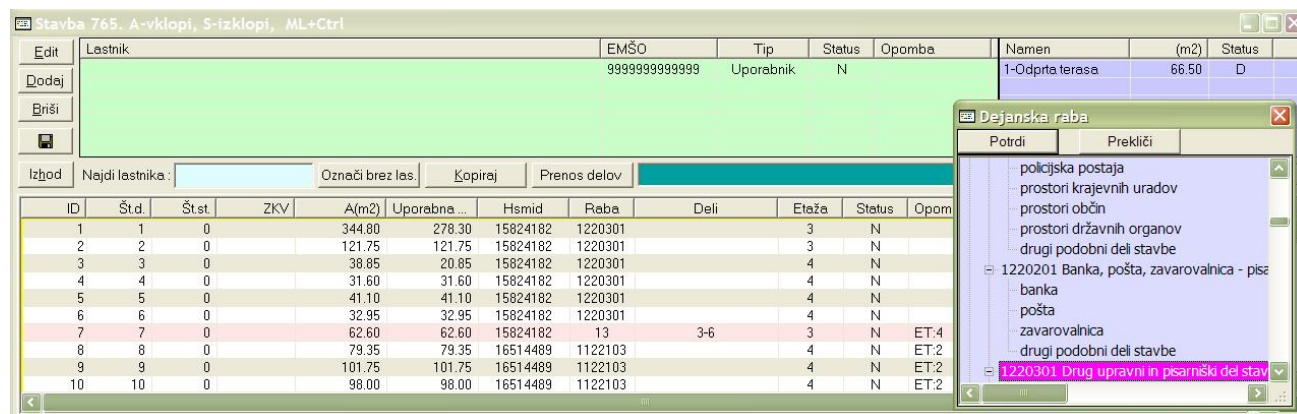 Stavba 765. A-vklopi, S-izklopi, ML+Ctrl
Edit Lastnik EMŠO Tip Status Opomba Namen (m2) Status
9999999999999 Uporabnik N 1-Odprta terasa 66.50 D
Dodaj
Briši
Izhod Najdi lastnika : Označi brez las. Kopiraj Prenos delov
ID Št.d. Št.st. ZKV A(m2) Uporabna ... Hsmid Raba Deli Etaža Status Opom
1 1 0 344.80 278.30 15824182 1220301 3 N
2 2 0 121.75 121.75 15824182 1220301 3 N
3 3 0 38.85 20.85 15824182 1220301 4 N
4 4 0 31.60 31.60 15824182 1220301 4 N
5 5 0 41.10 41.10 15824182 1220301 4 N
6 6 0 32.95 32.95 15824182 1220301 4 N
7 7 0 62.60 62.60 15824182 13 3-6 3 N ET:4
8 8 0 79.35 79.35 16514489 1122103 4 N ET:2
9 9 0 101.75 101.75 16514489 1122103 4 N ET:2
10 10 0 98.00 98.00 16514489 1122103 4 N ET:2
Dejanska raba
Potrdi Prekliči
policijska postaja
prostori krajevnih uradov
prostori občin
prostori državnih organov
drugi podobni deli stavbe
1220201 Banka, pošta, zavarovalnica - pisa
banka
pošta
zavarovalnica
drugi podobni deli stavbe
1220301 Drug upravni in pisarniški del stav